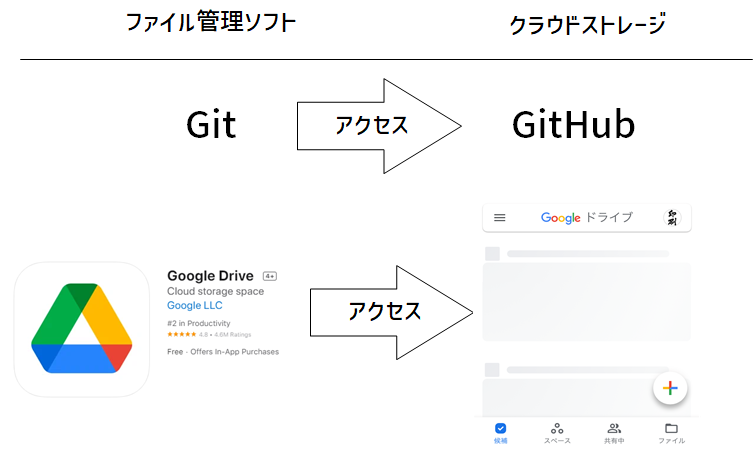 ファイル管理ソフト
クラウドストレージ
Git
アクセス
GitHub
Google Drive 4+
Cloud storage space
Google LLC
#2 in Productivity
★★★★★ 4.8 • 4.6M Ratings
Free · Offers In-App Purchases
アクセス
Google ドライブ
候補
スペース
共有中
ファイル